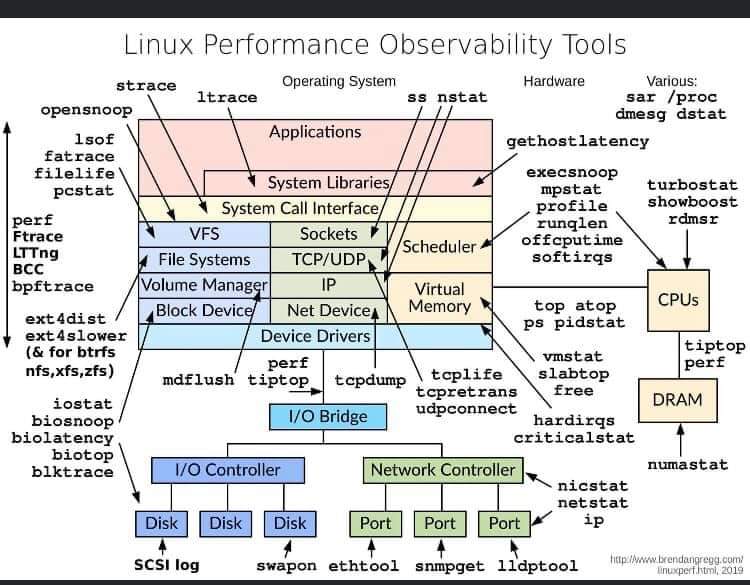 Linux Performance Observability Tools
strace
Operating System
Hardware
Various:
ltrace
ss nstat
sar /proc
opensnoop
dmesg dstat
Applications
lsof
gethostlatency
fatrace
filelife
pcstat
System Libraries
execsnoop
mpstat
profile
runqlen
offcputime
softirqs
turbostat
showboost
rdmsr
System Call Interface
perf
Ftrace
LTTng
BCC
bpftrace
VFS
Sockets
Scheduler
File Systems
TCP/UDP
Volume Manager
IP
Virtual
Memory
CPUs
Block Device
Net Device
top atop
ps pidstat
ext4dist
ext4slower
(& for btrfs
nfs,xfs,zfs)
Device Drivers
tiptop
perf
vmstat
slabtop
free
mdflush
perf
tiptop
tcpdump
tcplife
tcpretrans
udpconnect
DRAM
iostat
biosnoop
biolatency
biotop
blktrace
I/O Bridge
hardirqs
criticalstat
numastat
I/O Controller
Network Controller
nicstat
netstat
ip
Disk
Disk
Disk
Port
Port
Port
SCSI log
swapon
ethtool
snmpget
lldptool
http://www.brendangregg.com/
linuxperf.html, 2019